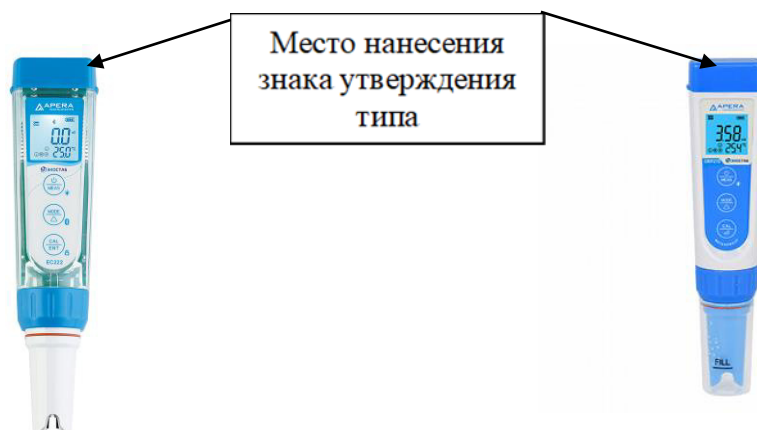 Место нанесения
знака утверждения
типа
APERA
0.0
25.0
MEAS
MODE
CAL
ENT
EC322
APERA
358
25.4
MEAS
MODE
CAL
FILL